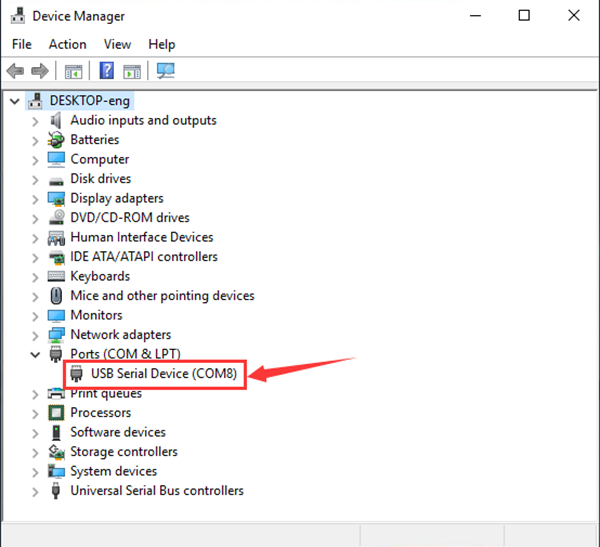 Device Manager
File Action View Help
DESKTOP-eng
Audio inputs and outputs
Batteries
Computer
Disk drives
Display adapters
DVD/CD-ROM drives
Human Interface Devices
IDE ATA/ATAPI controllers
Keyboards
Mice and other pointing devices
Monitors
Network adapters
Ports (COM & LPT)
USB Serial Device (COM8)
Print queues
Processors
Software devices
Storage controllers
System devices
Universal Serial Bus controllers